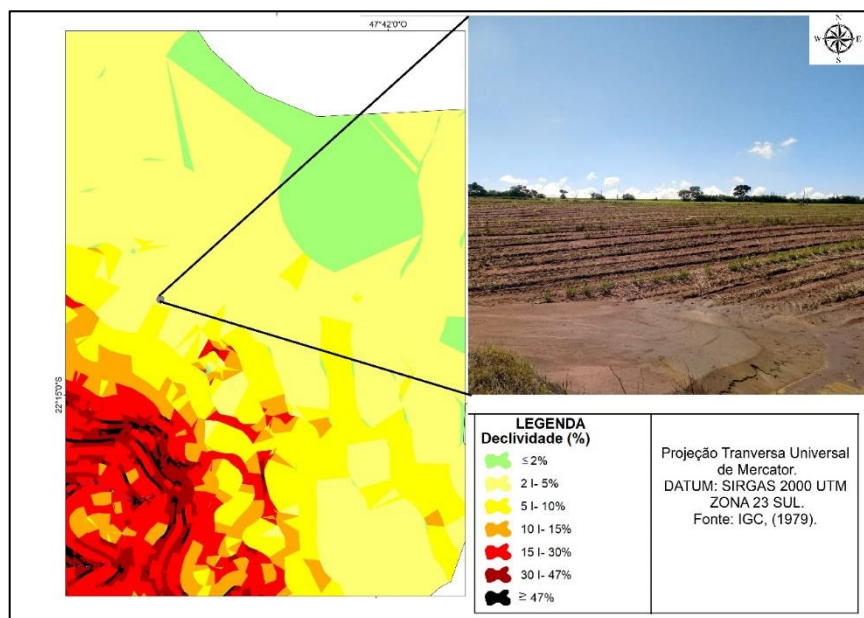 47°42'0"O
N
W E
S
22°15'0"S
LEGENDA
Declividade (%)
≤ 2%
2 I- 5%
5 I- 10%
10 I- 15%
15 I- 30%
30 I- 47%
≥ 47%
Projeção Tranversa Universal
de Mercator.
DATUM: SIRGAS 2000 UTM
ZONA 23 SUL.
Fonte: IGC, (1979).